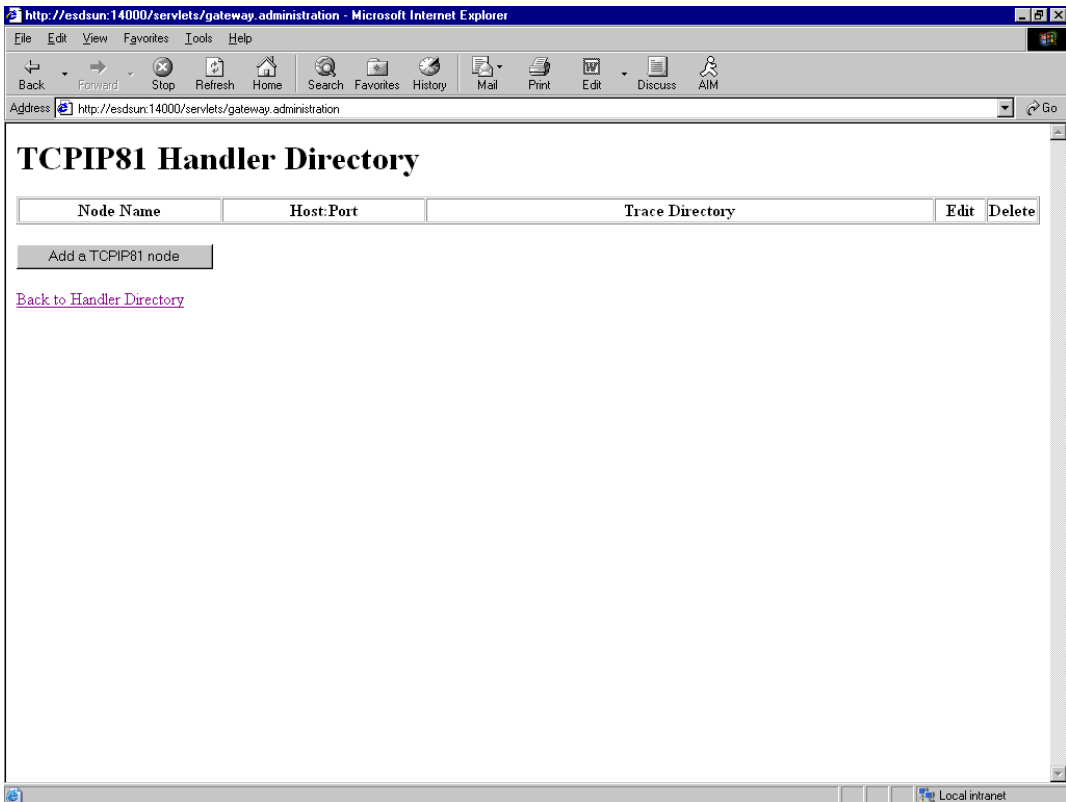 http://esdsun:14000/servlets/gateway.administration - Microsoft Internet Explorer
File Edit View Favorites Tools Help
Back Forward Stop Refresh Home Search Favorites History Mail Print Edit Discuss AIM
Address http://esdsun:14000/servlets/gateway.administration Go
TCPIP81 Handler Directory
Node Name Host:Port Trace Directory Edit Delete
Add a TCPIP81 node
Back to Handler Directory
Local intranet